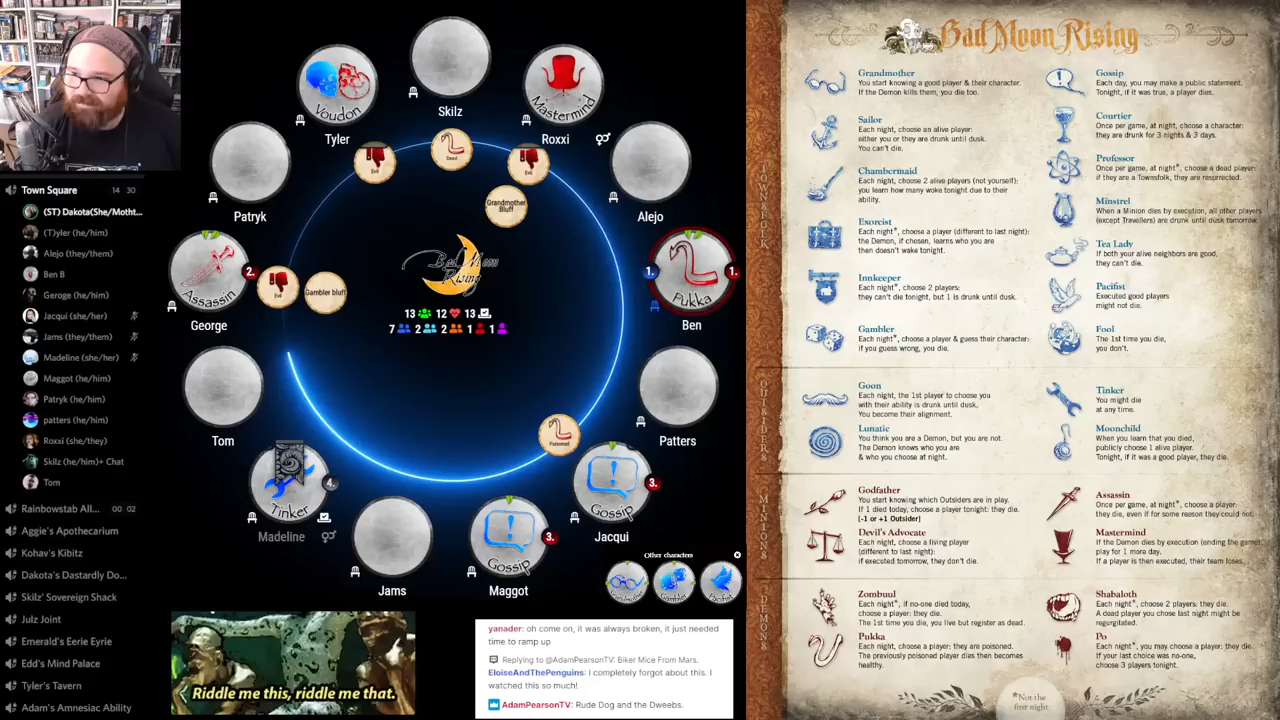 Town Square 14 30
(ST) Dakota(She/Motht...
(T)yler (he/him)
Alejo (they/them)
Ben B
Geroge (he/him)
Jacqui (she/her)
Jams (they/them)
Madeline (she/her)
Maggot (he/him)
Patryk (he/him)
patters (he/him)
Roxxi (she/they)
Skilz (he/him)+ Chat
Tom
Rainbowstab All... 00 02
Aggie's Apothecarium
Kohav's Kibitz
Dakota's Dastardly Do...
Skilz' Sovereign Shack
Julz Joint
Emerald's Eerie Eyrie
Edd's Mind Palace
Tyler's Tavern
Adam's Amnesiac Ability
Skilz
Voudon
Tyler
Mastermind
Roxxi
Evil
Dead
Evil
Grandmother
Bluff
Patryk
Alejo
Assassin
2.
George
Evil
Gambler bluff
Bad Moon
Rising
1.
Pukka
1.
Ben
13 12 13
7 2 2 1 1
Tom
Patters
Poisoned
Tinker
4.
Madeline
Jams
Gossip
3.
Maggot
Gossip
3.
Jacqui
Other characters
Riddle me this, riddle me that.
yanader: oh come on, it was always broken, it just needed
time to ramp up
Replying to @AdamPearsonTV: Biker Mice From Mars.
EloiseAndThePenguins: I completely forgot about this. I
watched this so much!
AdamPearsonTV: Rude Dog and the Dweebs.
Bad Moon Rising
TOWNSFOLK
Grandmother
You start knowing a good player & their character.
If the Demon kills them, you die too.
Sailor
Each night, choose an alive player:
either you or they are drunk until dusk.
You can't die.
Chambermaid
Each night, choose 2 alive players (not yourself):
you learn how many woke tonight due to their
ability.
Exorcist
Each night*, choose a player (different to last night):
the Demon, if chosen, learns who you are
then doesn't wake tonight.
Innkeeper
Each night*, choose 2 players:
they can't die tonight, but 1 is drunk until dusk.
Gambler
Each night*, choose a player & guess their character:
if you guess wrong, you die.
Gossip
Each day, you may make a public statement.
Tonight, if it was true, a player dies.
Courtier
Once per game, at night, choose a character:
they are drunk for 3 nights & 3 days.
Professor
Once per game, at night*, choose a dead player:
if they are a Townsfolk, they are resurrected.
Minstrel
When a Minion dies by execution, all other players
(except Travellers) are drunk until dusk tomorrow.
Tea Lady
If both your alive neighbors are good,
they can't die.
Pacifist
Executed good players
might not die.
Fool
The 1st time you die,
you don't.
OUTSIDERS
Goon
Each night, the 1st player to choose you
with their ability is drunk until dusk.
You become their alignment.
Lunatic
You think you are a Demon, but you are not.
The Demon knows who you are
& who you choose at night.
Tinker
You might die
at any time.
Moonchild
When you learn that you died,
publicly choose 1 alive player.
Tonight, if it was a good player, they die.
MINIONS
Godfather
You start knowing which Outsiders are in play.
If 1 died today, choose a player tonight: they die.
[-1 or +1 Outsider]
Devil's Advocate
Each night, choose a living player
(different to last night):
if executed tomorrow, they don't die.
Assassin
Once per game, at night*, choose a player:
they die, even if for some reason they could not.
Mastermind
If the Demon dies by execution (ending the game),
play for 1 more day.
If a player is then executed, their team loses.
DEMONS
Zombuul
Each night*, if no-one died today,
choose a player: they die.
The 1st time you die, you live but register as dead.
Pukka
Each night, choose a player: they are poisoned.
The previously poisoned player dies then becomes
healthy.
Shabaloth
Each night*, choose 2 players: they die.
A dead player you chose last night might be
regurgitated.
Po
Each night*, you may choose a player: they die.
If your last choice was no-one,
choose 3 players tonight.
*Not the
first night